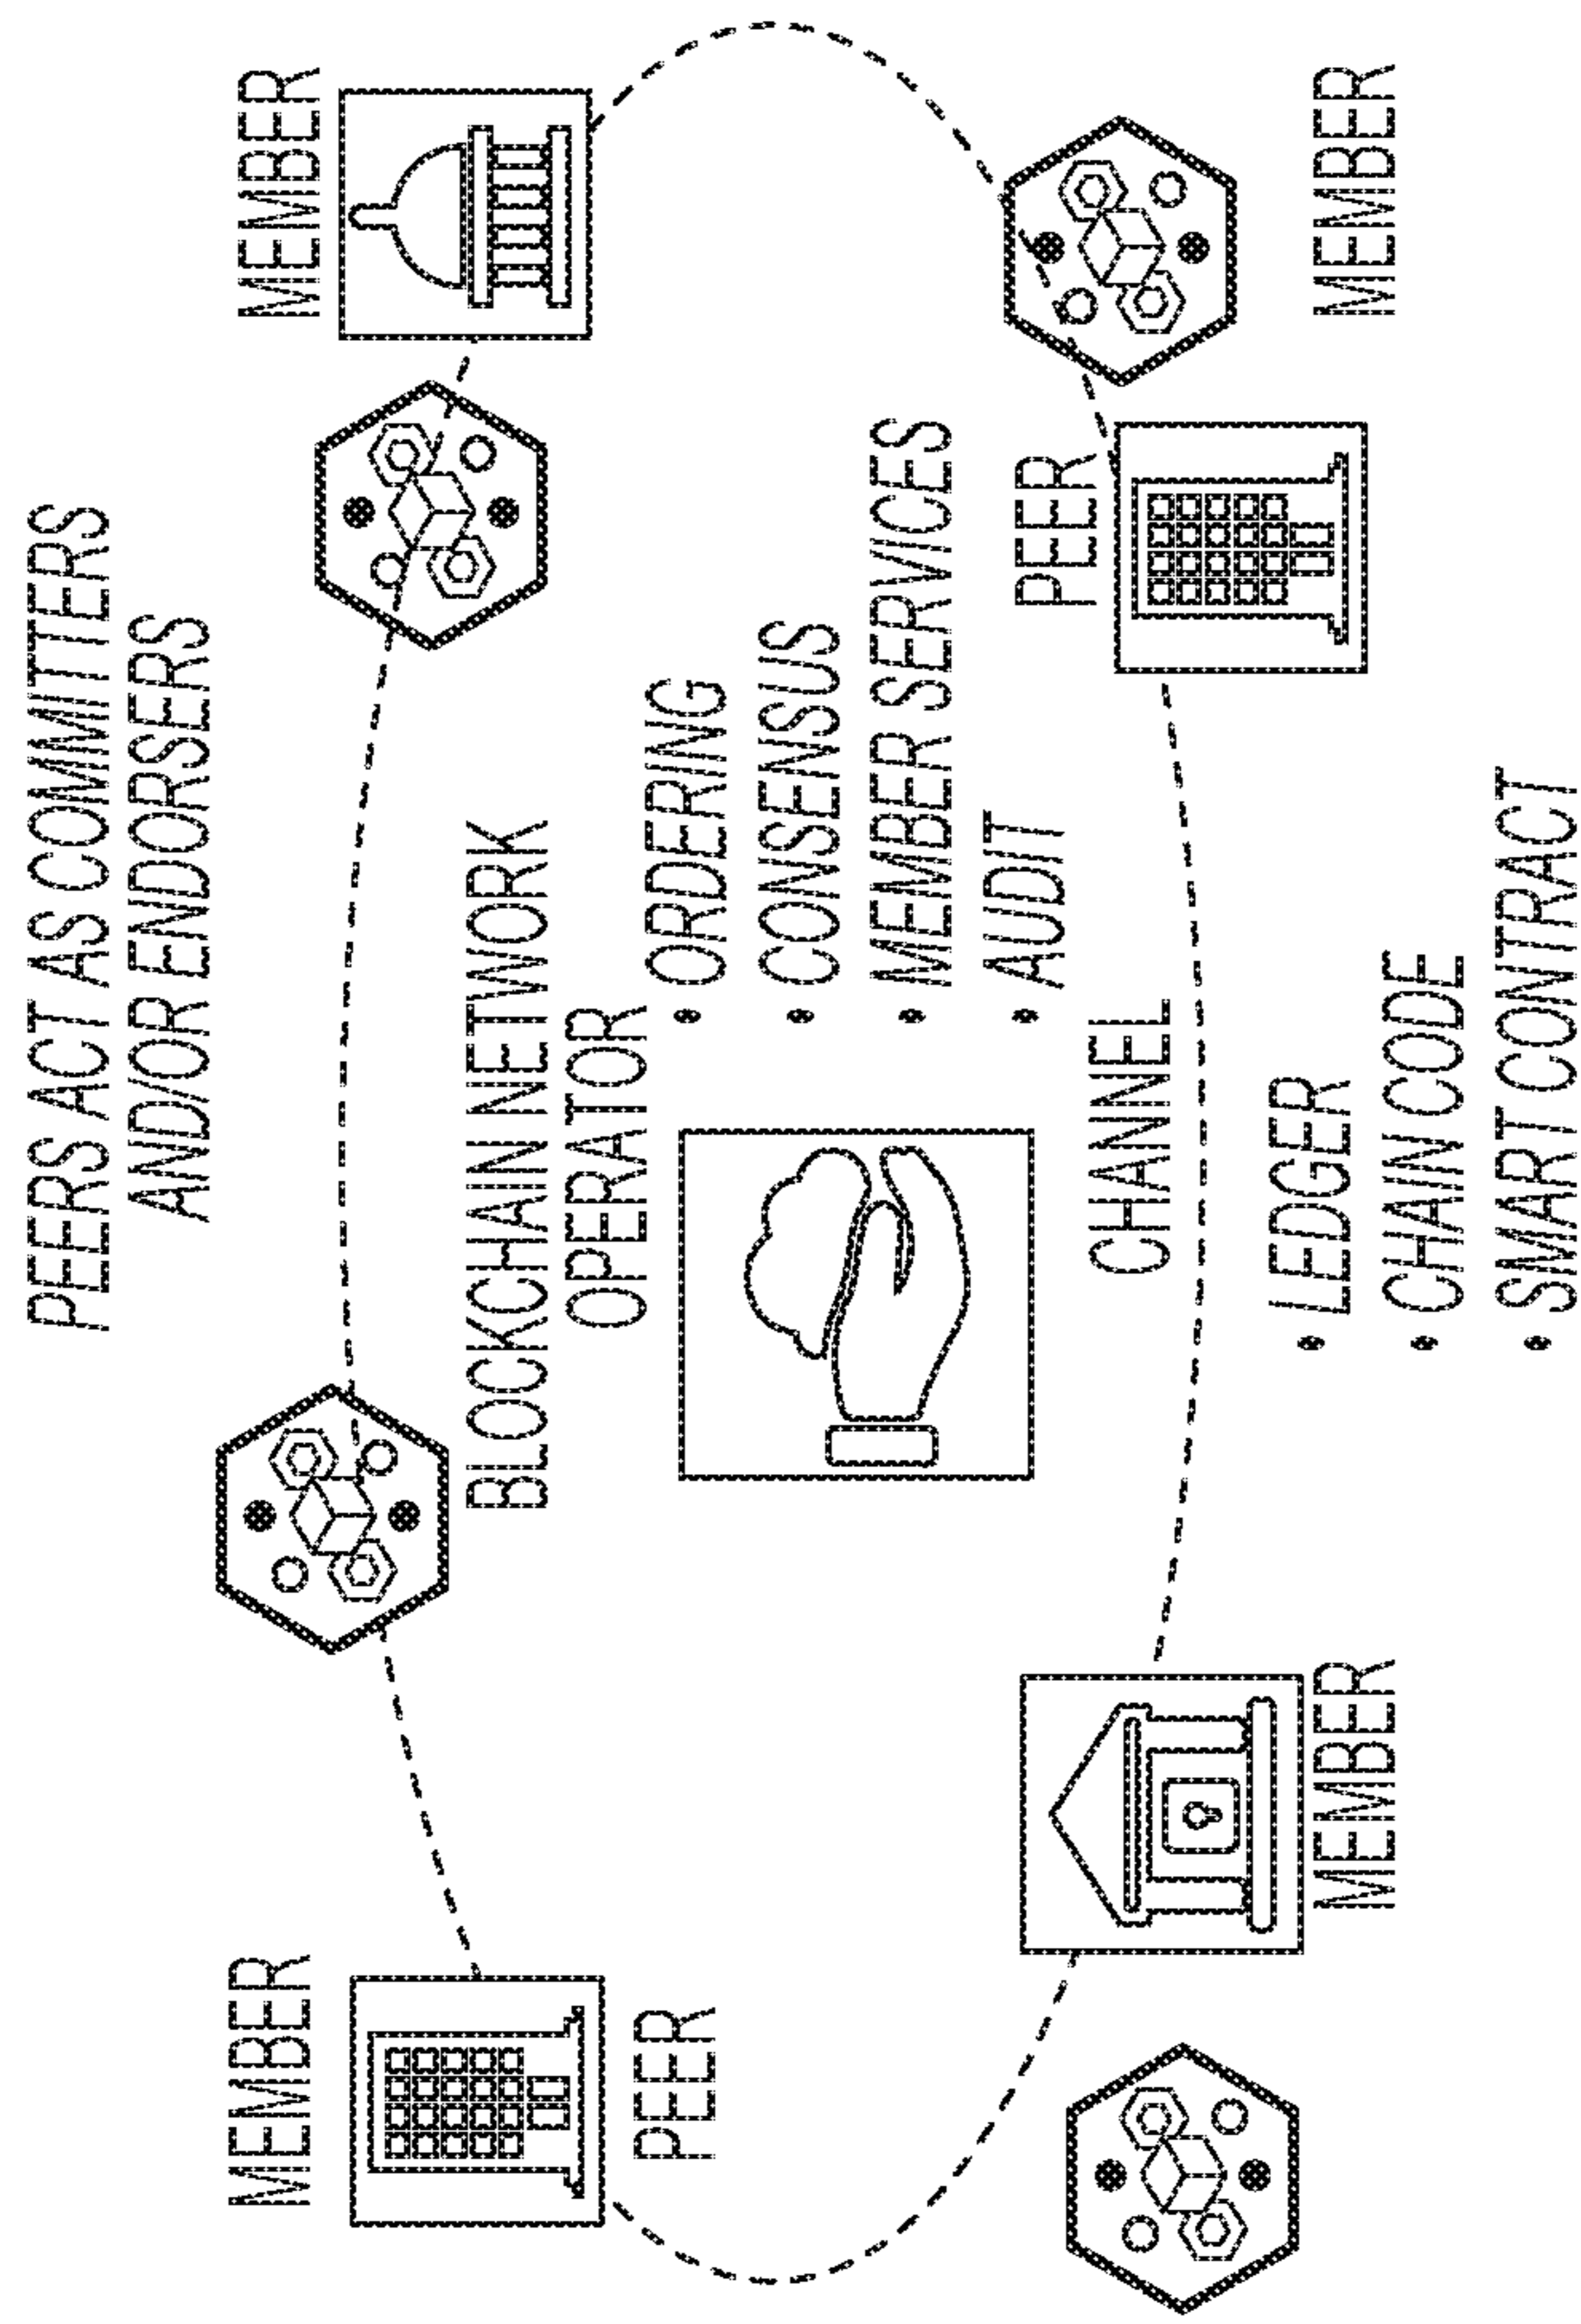 PEERS ACT AS COMMITTERS
AND/OR ENDORSERS
MEMBER
MEMBER
BLOCKCHAIN NETWORK
OPERATOR
• ORDERING
• CONSENSUS
• MEMBER SERVICES
• AUDIT
PEER
PEER
CHANNEL
MEMBER
MEMBER
• LEDGER
• CHAIN CODE
• SMART CONTRACT